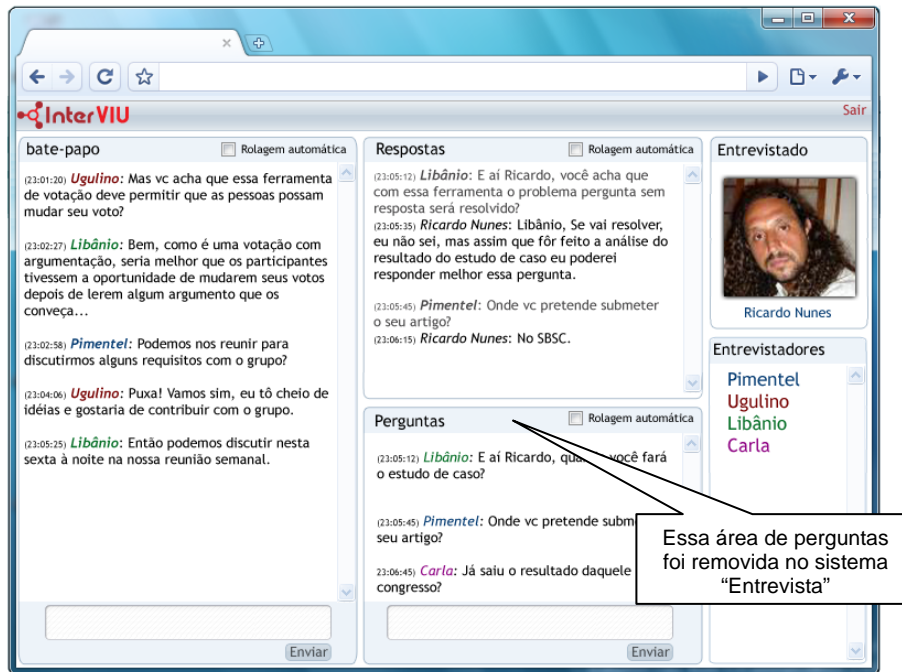 InterVIU
Sair
bate-papo
Rolagem automática
(23:01:20) Ugulino: Mas vc acha que essa ferramenta
de votação deve permitir que as pessoas possam
mudar seu voto?
(23:02:27) Libânio: Bem, como é uma votação com
argumentação, seria melhor que os participantes
tivessem a oportunidade de mudarem seus votos
depois de lerem algum argumento que os
conveça...
(23:02:58) Pimentel: Podemos nos reunir para
discutirmos alguns requisitos com o grupo?
(23:04:06) Ugulino: Puxa! Vamos sim, eu tô cheio de
idéias e gostaria de contribuir com o grupo.
(23:05:25) Libânio: Então podemos discutir nesta
sexta à noite na nossa reunião semanal.
Enviar
Respostas
Rolagem automática
(23:05:12) Libânio: E aí Ricardo, você acha que
com essa ferramenta o problema pergunta sem
resposta será resolvido?
(23:05:35) Ricardo Nunes: Libânio, Se vai resolver,
eu não sei, mas assim que fôr feito a análise do
resultado do estudo de caso eu poderei
responder melhor essa pergunta.
(23:05:45) Pimentel: Onde vc pretende submeter
o seu artigo?
(23:06:15) Ricardo Nunes: No SBSC.
Perguntas
Rolagem automática
(23:05:12) Libânio: E aí Ricardo, você fará
o estudo de caso?
(23:05:45) Pimentel: Onde vc pretende
seu artigo?
23:06:45) Carla: Já saiu o resultado daquele
congresso?
Enviar
Entrevistado
Ricardo Nunes
Entrevistadores
Pimentel
Ugulino
Libânio
Carla
Essa área de perguntas
foi removida no sistema
“Entrevista”